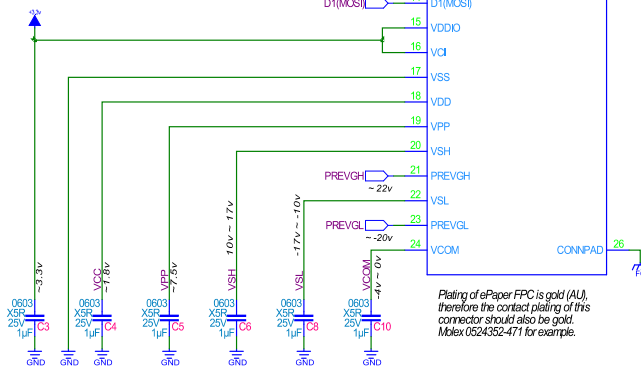 +3.3v
D1(MOSI)
14 D1(MOSI)
15 VDDIO
16 VCI
17 VSS
18 VDD
19 VPP
20 VSH
PREVGH 21 PREVGH
~ 22v
22 VSL
PREVGL 23 PREVGL
~ -20v
24 VCOM
CONNPAD 26
~3.3v
VCC
~1.8v
VPP
~7.5v
VSH
10v ~ 17v
VSL
-17v ~ -10v
VCOM
-4v ~ 0v
0603
X5R
25V
1µF
C3
0603
X5R
25V
1µF
C4
0603
X5R
25V
1µF
C5
0603
X5R
25V
1µF
C6
0603
X5R
25V
1µF
C8
0603
X5R
25V
1µF
C10
GND GND GND GND GND GND GND
Plating of ePaper FPC is gold (AU),
therefore the contact plating of this
connector should also be gold.
Molex 0524352-471 for example.